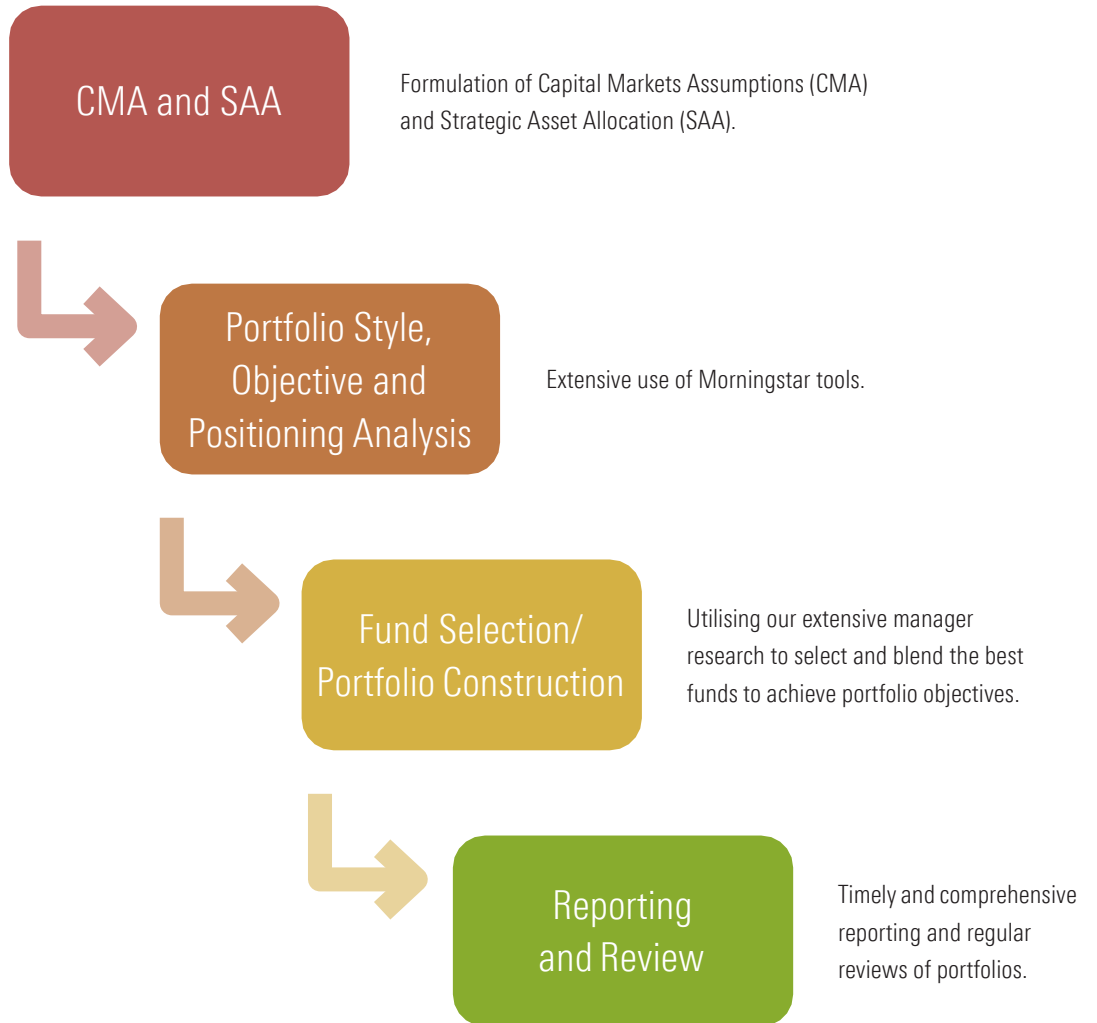 CMA and SAA
Formulation of Capital Markets Assumptions (CMA)
and Strategic Asset Allocation (SAA).
Portfolio Style,
Objective and
Positioning Analysis
Extensive use of Morningstar tools.
Fund Selection/
Portfolio Construction
Utilising our extensive manager
research to select and blend the best
funds to achieve portfolio objectives.
Reporting
and Review
Timely and comprehensive
reporting and regular
reviews of portfolios.